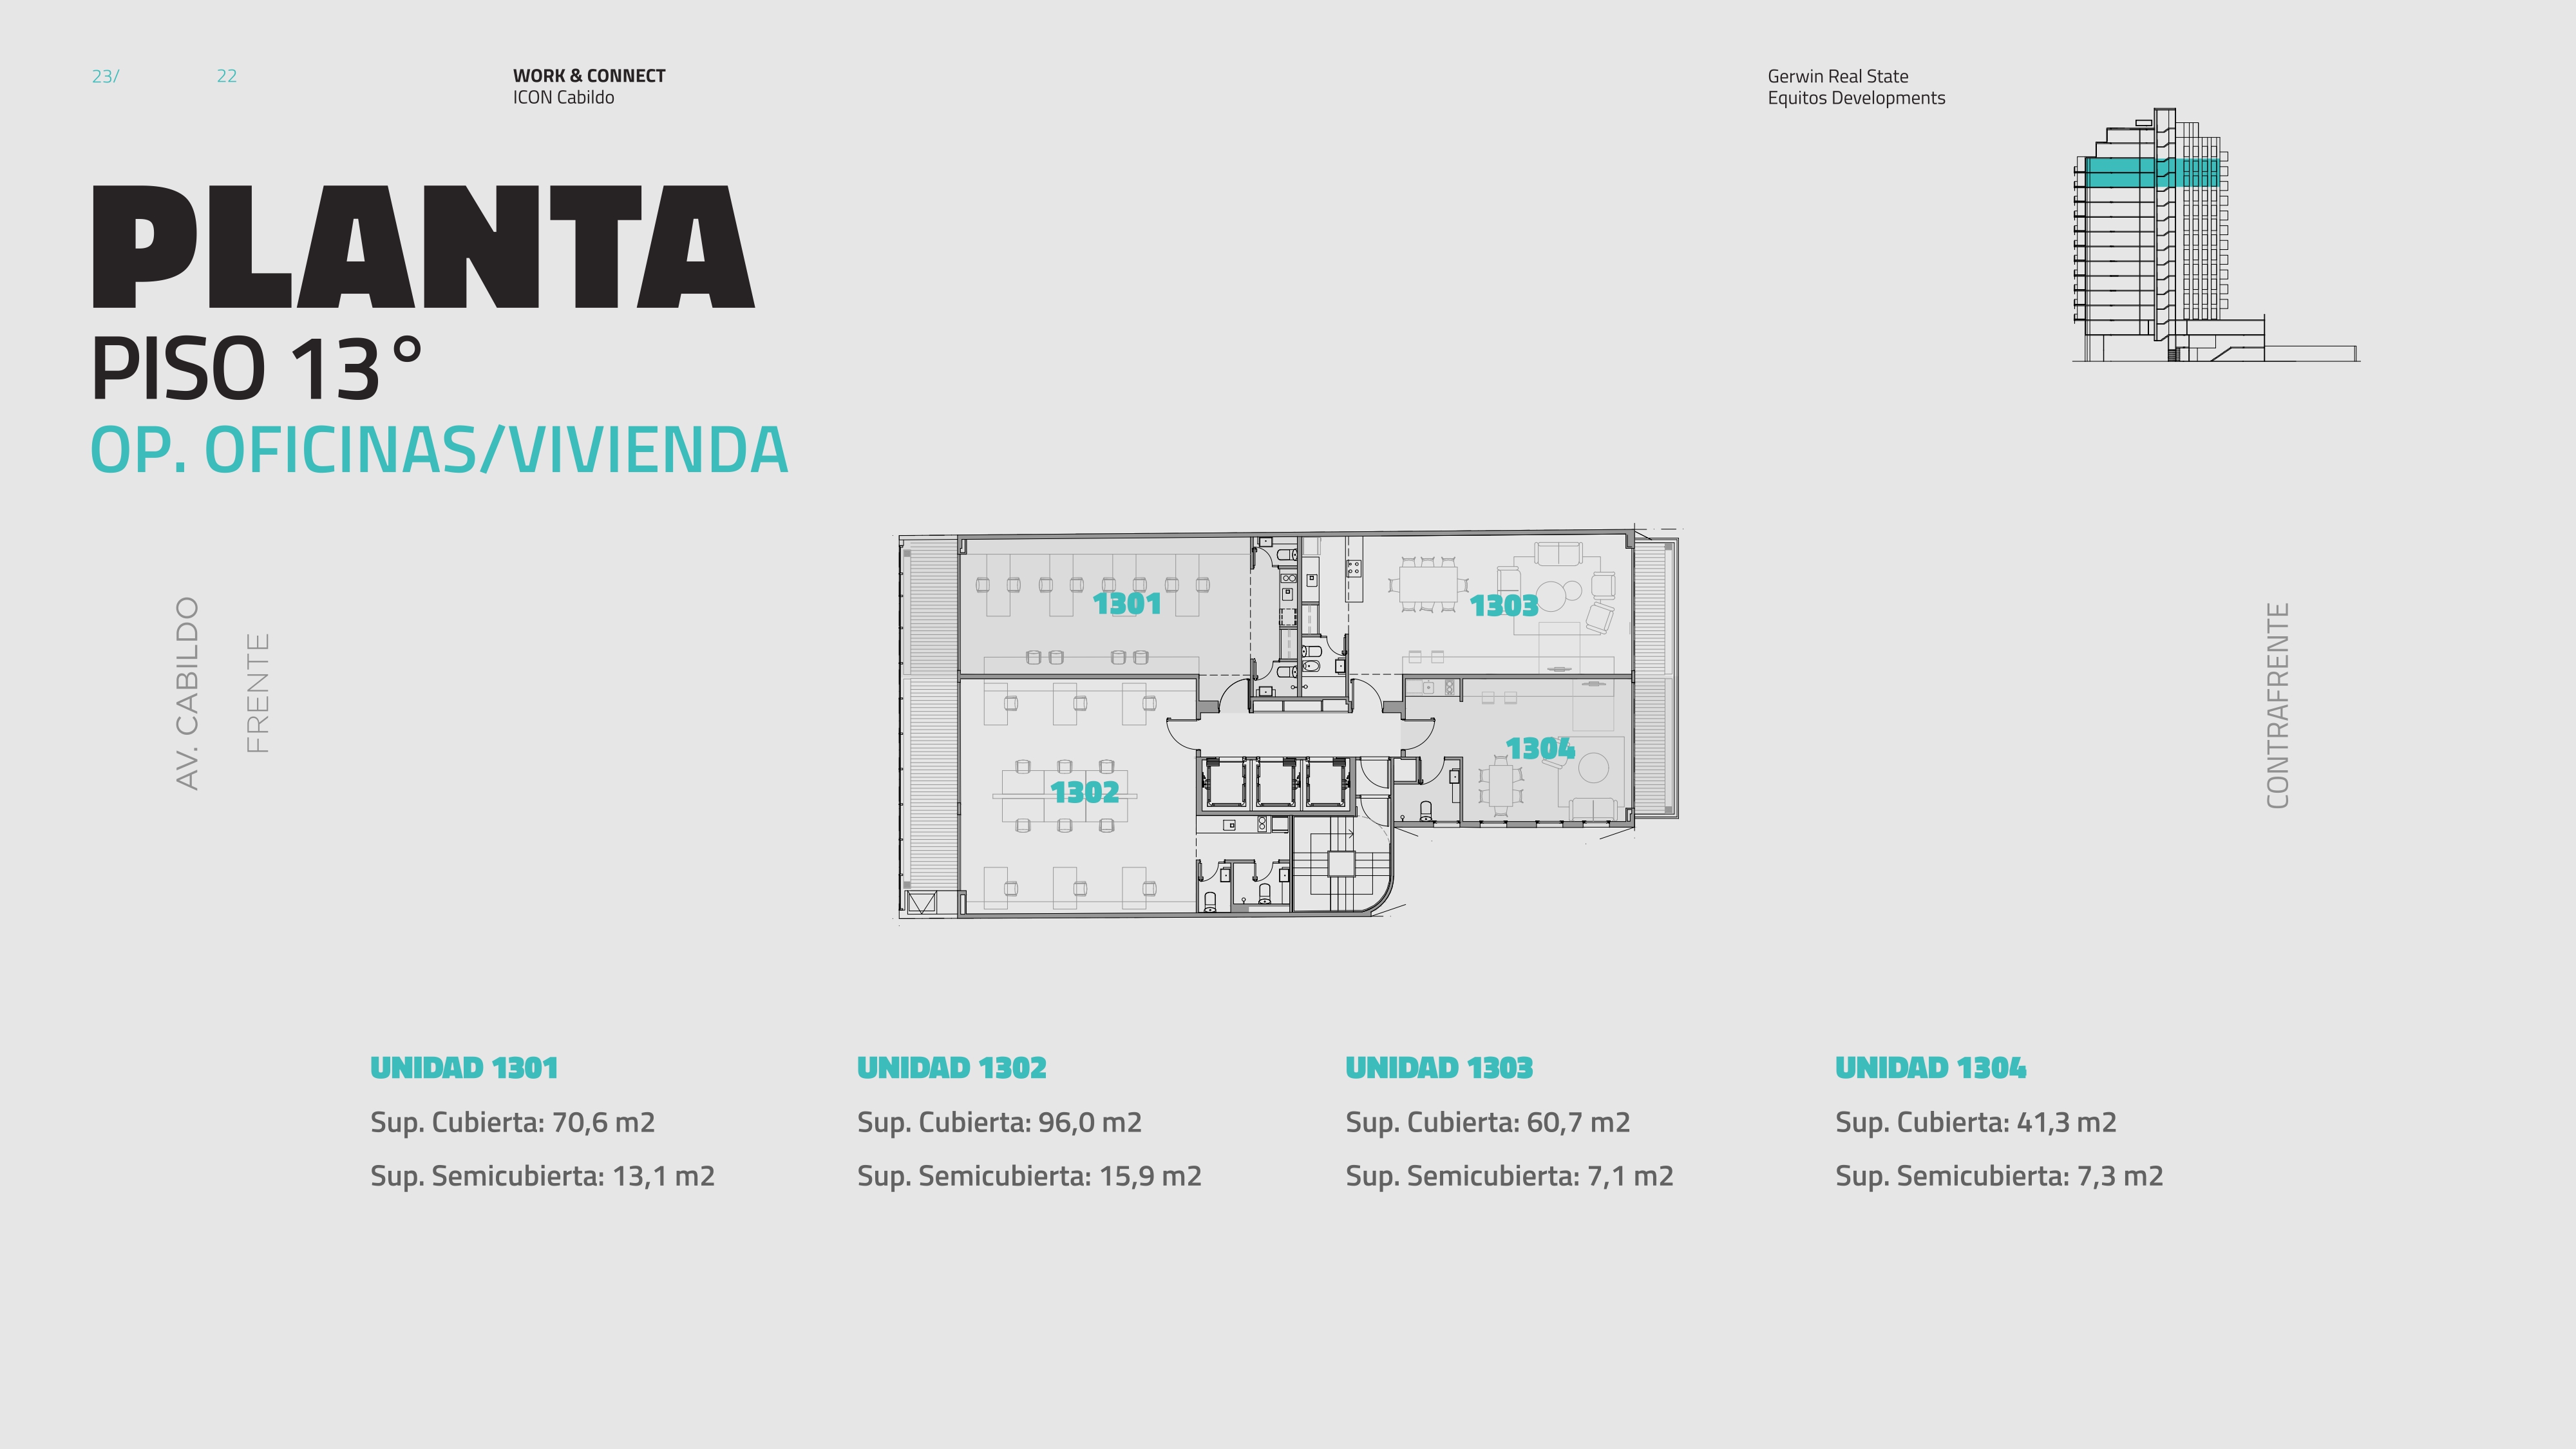 23/ 22
WORK & CONNECT
ICON Cabildo
Gerwin Real State
Equitos Developments
PLANTA
PISO 13°
OP. OFICINAS/VIVIENDA
AV. CABILDO
FRENTE
1301
1303
1304
1302
CONTRAFRENTE
UNIDAD 1301
Sup. Cubierta: 70,6 m2
Sup. Semicubierta: 13,1 m2
UNIDAD 1302
Sup. Cubierta: 96,0 m2
Sup. Semicubierta: 15,9 m2
UNIDAD 1303
Sup. Cubierta: 60,7 m2
Sup. Semicubierta: 7,1 m2
UNIDAD 1304
Sup. Cubierta: 41,3 m2
Sup. Semicubierta: 7,3 m2